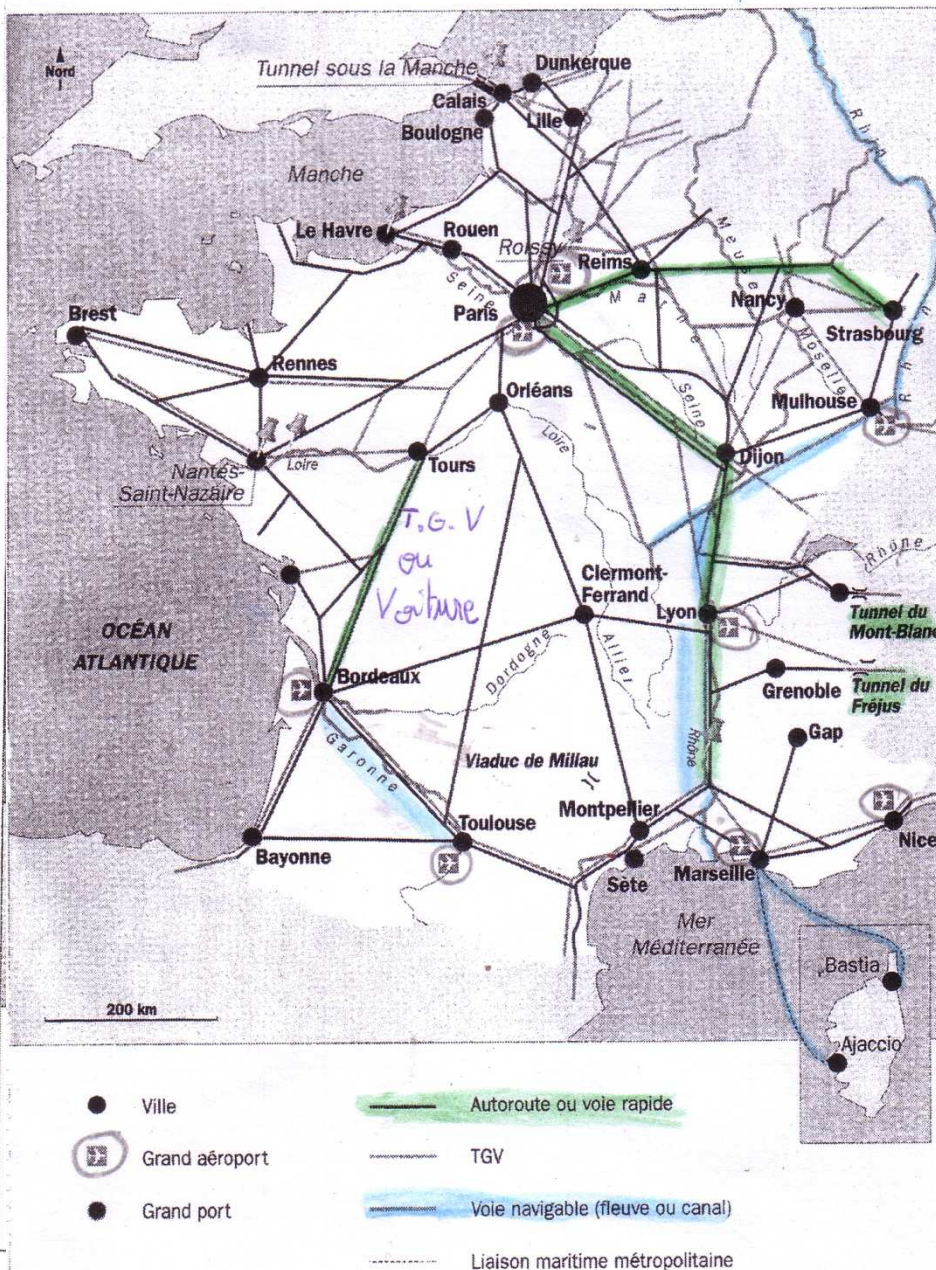 Nord
Tunnel sous la Manche
Dunkerque
Calais
Lille
Boulogne
Manche
Rhin
Le Havre
Rouen
Roissy
Reims
Meuse
Seine
Marne
Paris
Nancy
Strasbourg
Brest
Rennes
Moselle
Rhin
Orléans
Seine
Mulhouse
Loire
Loire
Tours
Dijon
Nantes-
Saint-Nazaire
T.G.V
ou
Voiture
Rhône
Clermont-
Ferrand
Lyon
Tunnel du
Mont-Blanc
OCÉAN
ATLANTIQUE
Dordogne
Allier
Bordeaux
Grenoble
Tunnel du
Fréjus
Garonne
Rhône
Gap
Viaduc de Millau
Montpellier
Toulouse
Nice
Bayonne
Sète
Marseille
Mer
Méditerranée
Bastia
200 km
Ajaccio
Ville
Autoroute ou voie rapide
Grand aéroport
TGV
Grand port
Voie navigable (fleuve ou canal)
Liaison maritime métropolitaine